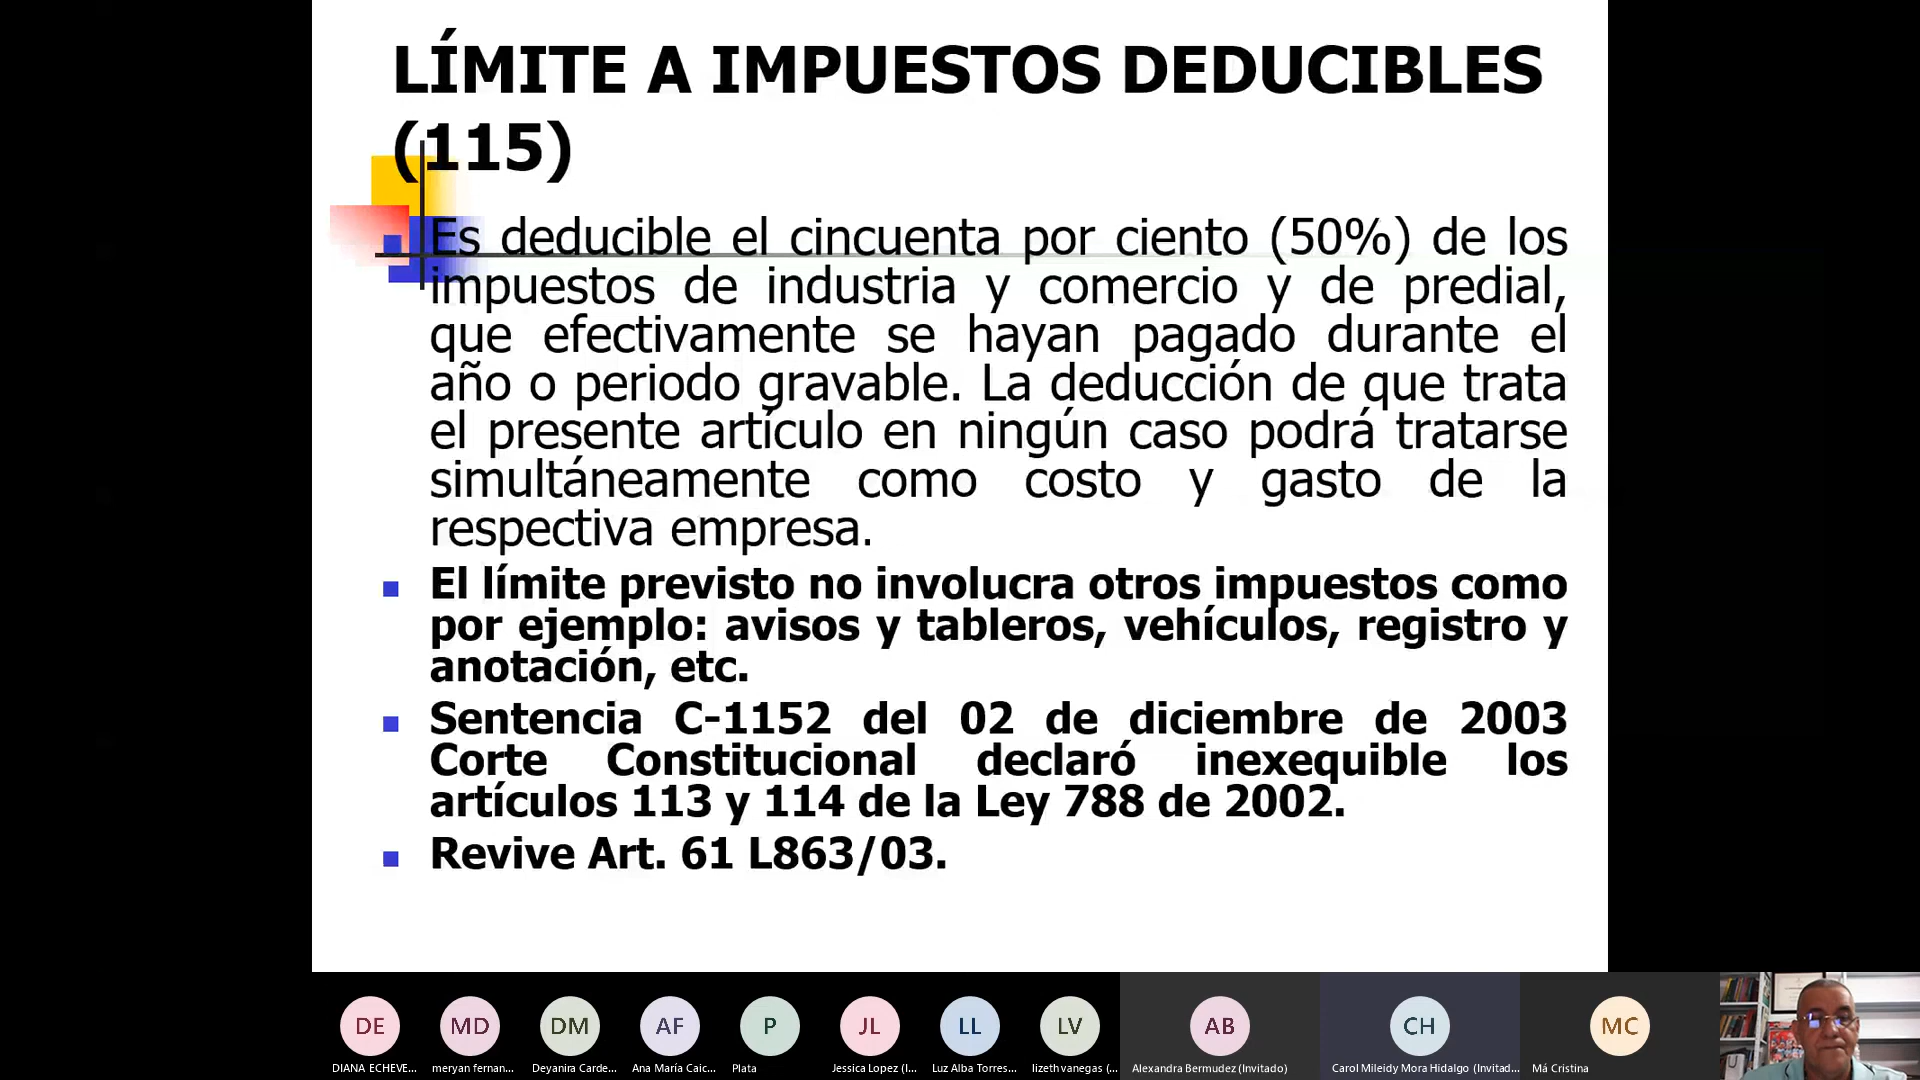 LÍMITE A IMPUESTOS DEDUCIBLES
(115)
Es deducible el cincuenta por ciento (50%) de los
impuestos de industria y comercio y de predial,
que efectivamente se hayan pagado durante el
año o periodo gravable. La deducción de que trata
el presente artículo en ningún caso podrá tratarse
simultáneamente como costo y gasto de la
respectiva empresa.
El límite previsto no involucra otros impuestos como
por ejemplo: avisos y tableros, vehículos, registro y
anotación, etc.
Sentencia C-1152 del 02 de diciembre de 2003
Corte Constitucional declaró inexequible los
artículos 113 y 114 de la Ley 788 de 2002.
Revive Art. 61 L863/03.
DE MD DM AF P JL LL LV AB CH MC
DIANA ECHEVE... meryan fernan... Deyanira Carde... Ana María Caic... Plata Jessica Lopez (I... Luz Alba Torres... lizeth vanegas (... Alexandra Bermudez (Invitado) Carol Mileidy Mora Hidalgo (Invitad... Má Cristina